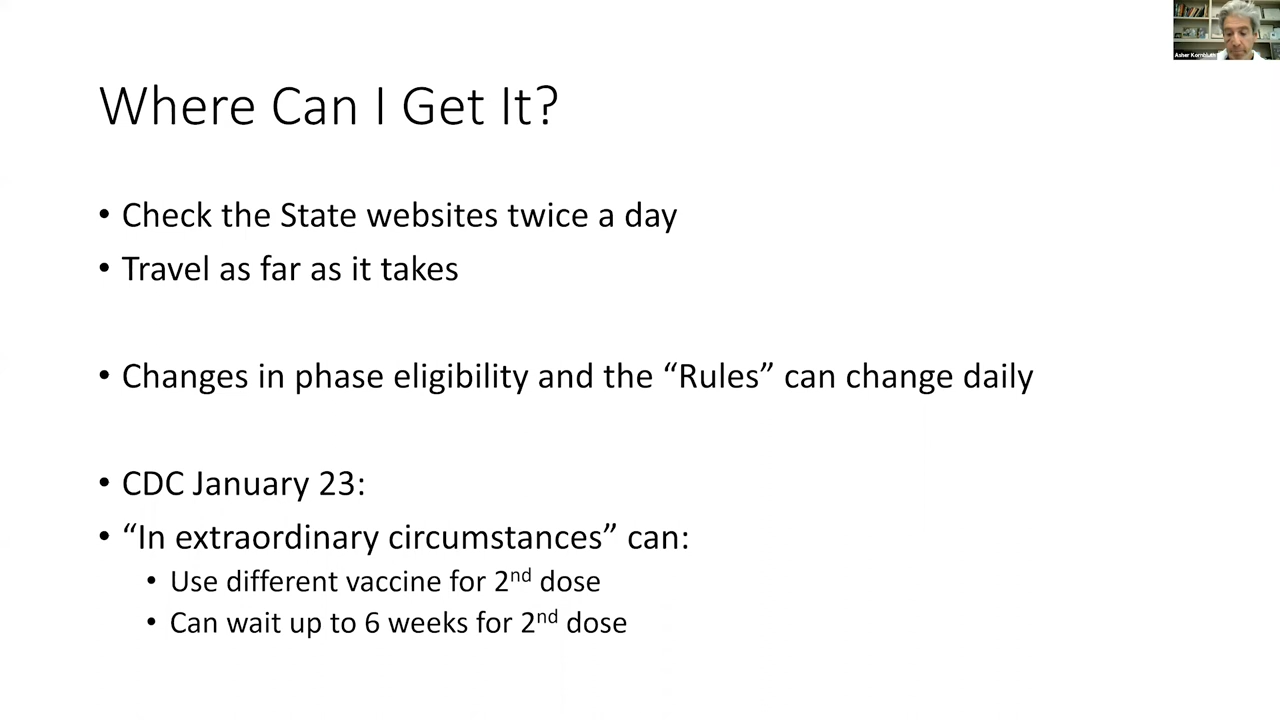 Asher Kornbluth
Where Can I Get It?
• Check the State websites twice a day
• Travel as far as it takes
• Changes in phase eligibility and the “Rules” can change daily
• CDC January 23:
• “In extraordinary circumstances” can:
• Use different vaccine for 2nd dose
• Can wait up to 6 weeks for 2nd dose